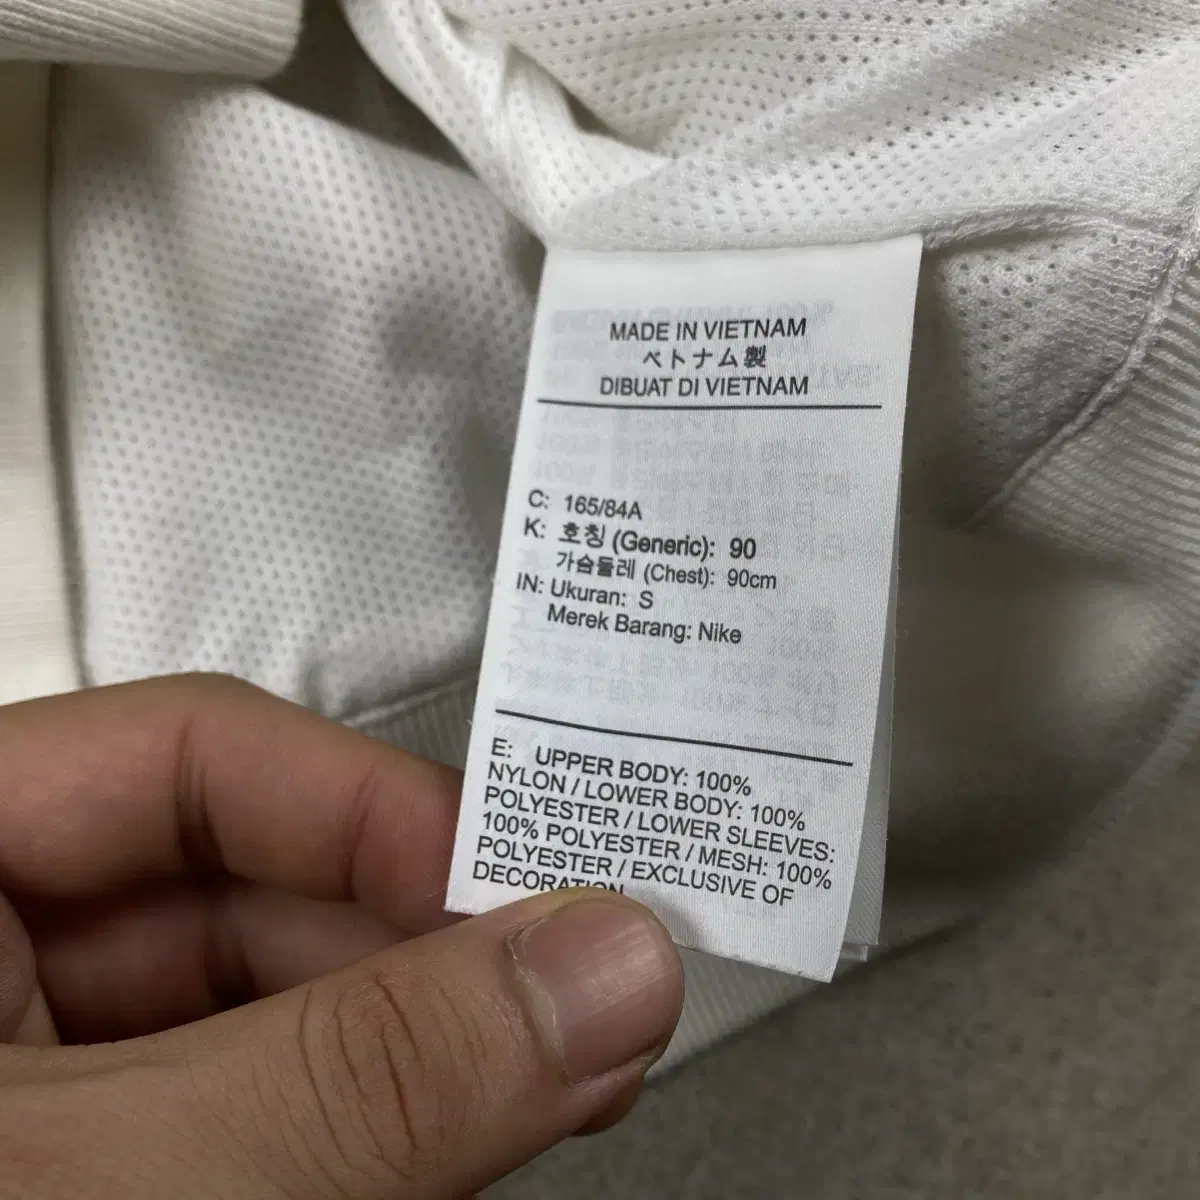 MADE IN VIETNAM
ベトナム製
DIBUAT DI VIETNAM
C: 165/84A
K: 호칭 (Generic): 90
가슴둘레 (Chest): 90cm
IN: Ukuran: S
Merek Barang: Nike
E: UPPER BODY: 100%
NYLON / LOWER BODY: 100%
POLYESTER / LOWER SLEEVES:
100% POLYESTER / MESH: 100%
POLYESTER / EXCLUSIVE OF
DECORATION